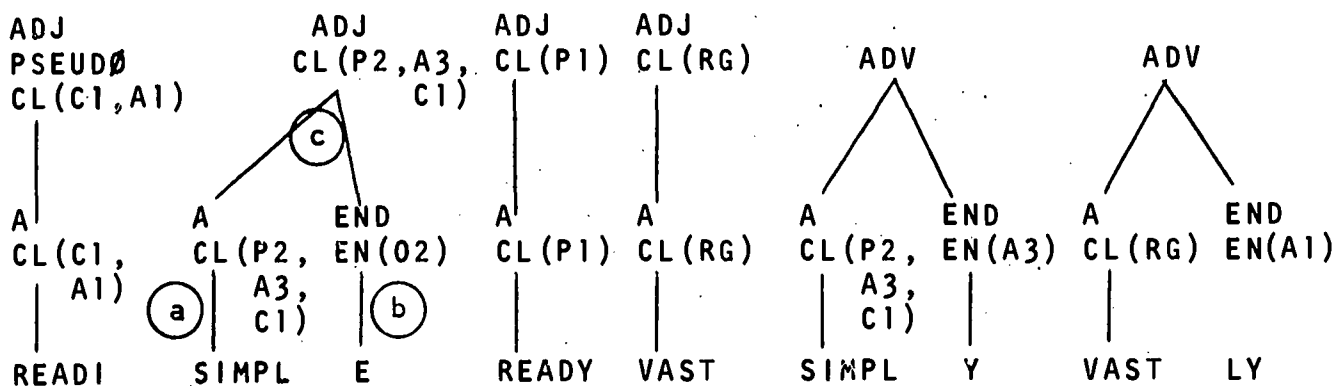 ADJ ADJ ADJ ADJ
PSEUDØ CL(P2,A3, CL(P1) CL(RG) ADV ADV
CL(C1,A1) C1)
c
A A END A A A END A END
CL(C1, CL(P2, EN(O2) CL(P1) CL(RG) CL(P2, EN(A3) CL(RG) EN(A1)
A1) a A3, b A3,
C1) C1)
READI SIMPL E READY VAST SIMPL Y VAST LY